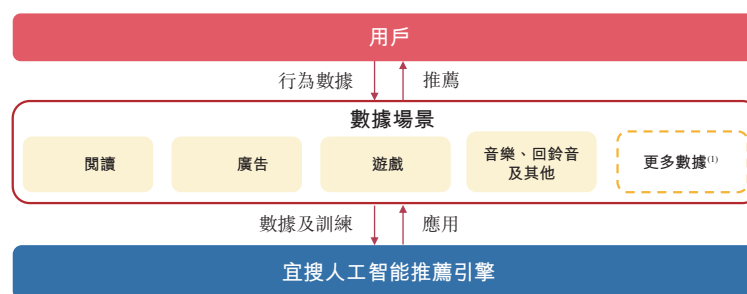 用戶
行為數據 推薦
數據場景
閱讀 廣告 遊戲 音樂、回鈴音 更多數據(1)
及其他
數據及訓練 應用
宜搜人工智能推薦引擎